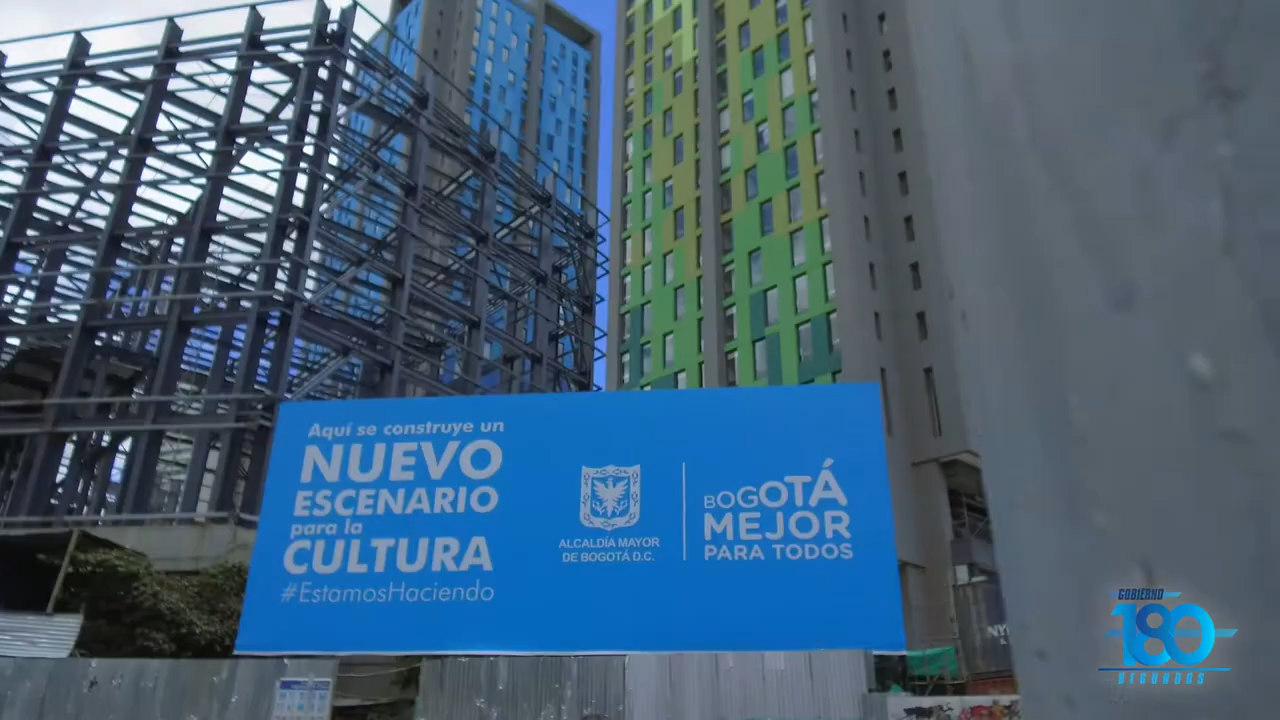 Aquí se construye un
NUEVO
ESCENARIO
para la
CULTURA
#EstamosHaciendo
ALCALDÍA MAYOR
DE BOGOTÁ D.C.
BOGOTÁ
MEJOR
PARA TODOS
GOBIERNO
180
SEGUNDOS